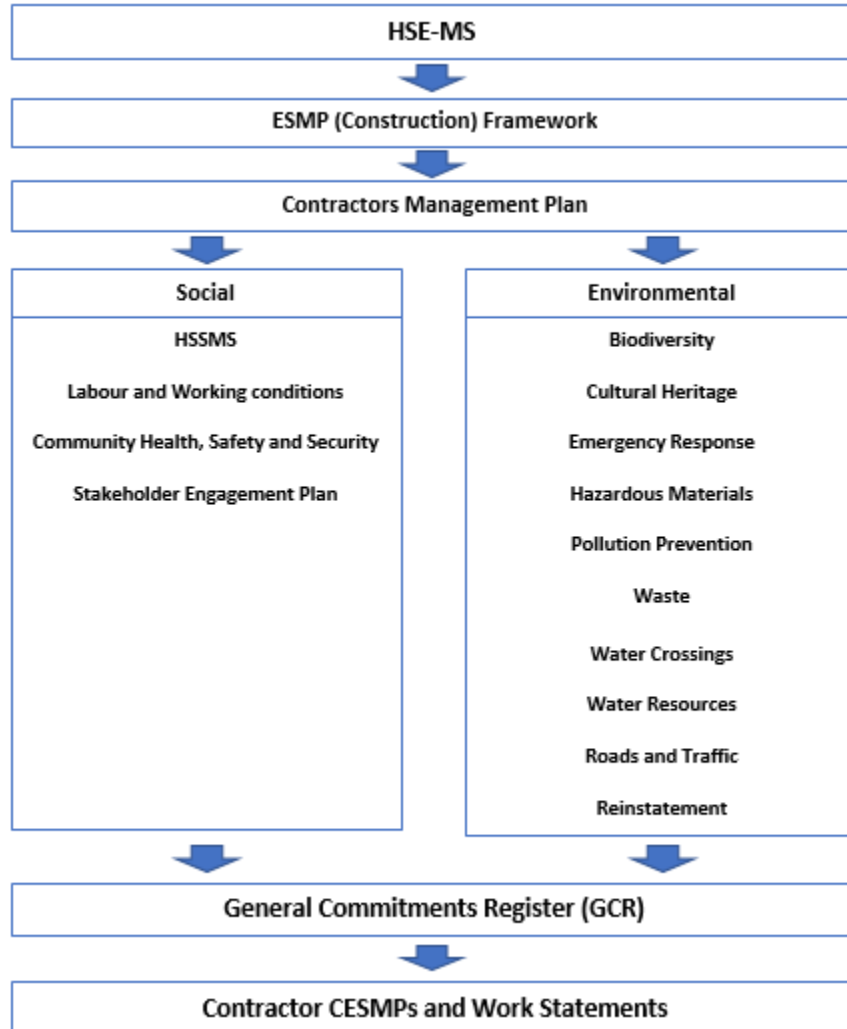 HSE-MS
ESMP (Construction) Framework
Contractors Management Plan
Social
HSSMS
Labour and Working conditions
Community Health, Safety and Security
Stakeholder Engagement Plan
Environmental
Biodiversity
Cultural Heritage
Emergency Response
Hazardous Materials
Pollution Prevention
Waste
Water Crossings
Water Resources
Roads and Traffic
Reinstatement
General Commitments Register (GCR)
Contractor CESMPs and Work Statements